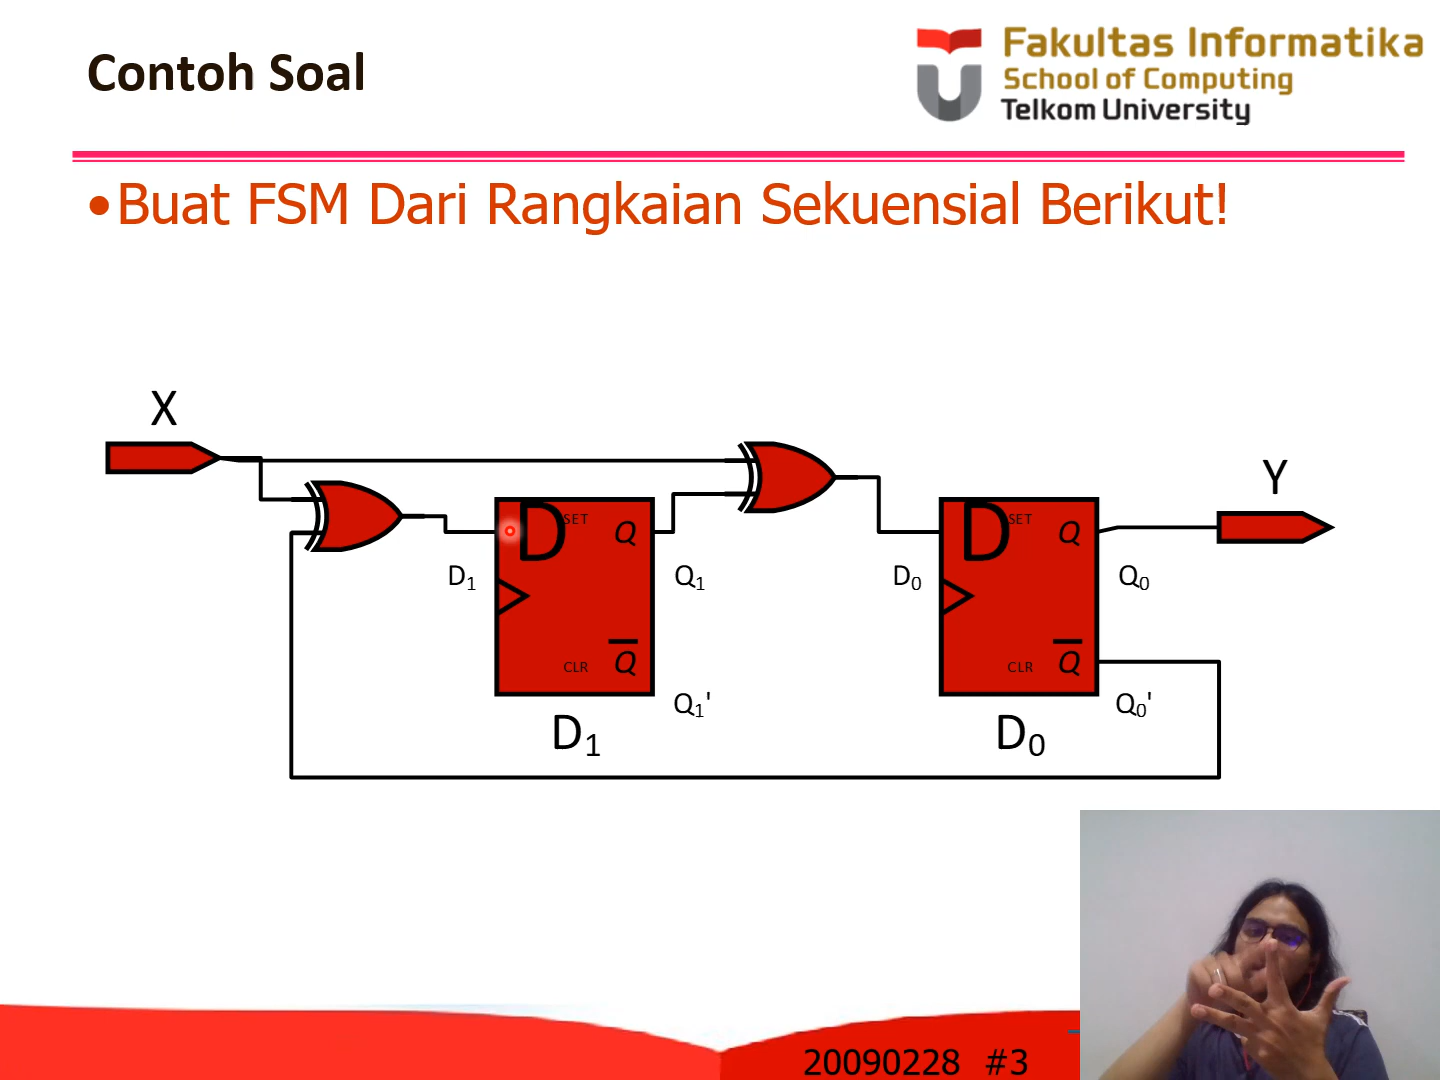 Contoh Soal
Fakultas Informatika
School of Computing
Telkom University
•Buat FSM Dari Rangkaian Sekuensial Berikut!
X
Y
D SET Q
D SET Q
D₁
Q₁
D₀
Q₀
CLR Q̅
CLR Q̅
Q₁'
Q₀'
D₁
D₀
20090228 #3